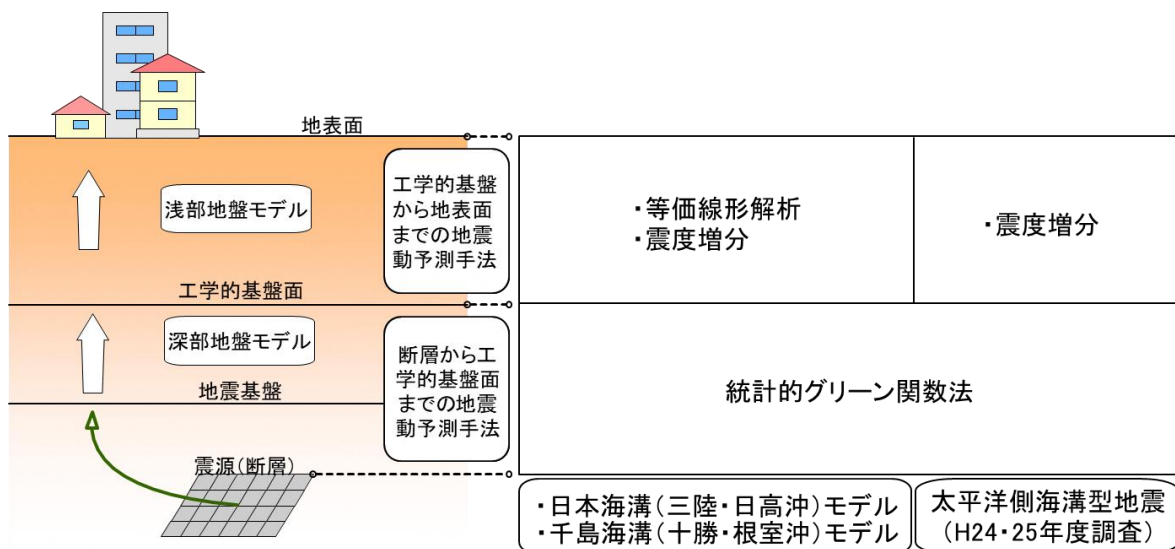 地表面
浅部地盤モデル
工学的基盤
から地表面
までの地震
動予測手法
・等価線形解析
・震度増分
・震度増分
工学的基盤面
深部地盤モデル
地震基盤
断層から工
学的基盤面
までの地震
動予測手法
統計的グリーン関数法
震源(断層)
・日本海溝(三陸・日高沖)モデル
・千島海溝(十勝・根室沖)モデル
太平洋側海溝型地震
(H24・25年度調査)